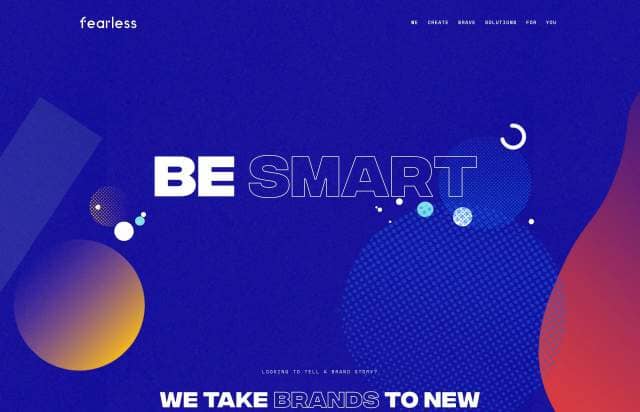 fearless
WE CREATE BRAVE SOLUTIONS FOR YOU
BE SMART
LOOKING TO TELL A BRAND STORY?
WE TAKE BRANDS TO NEW